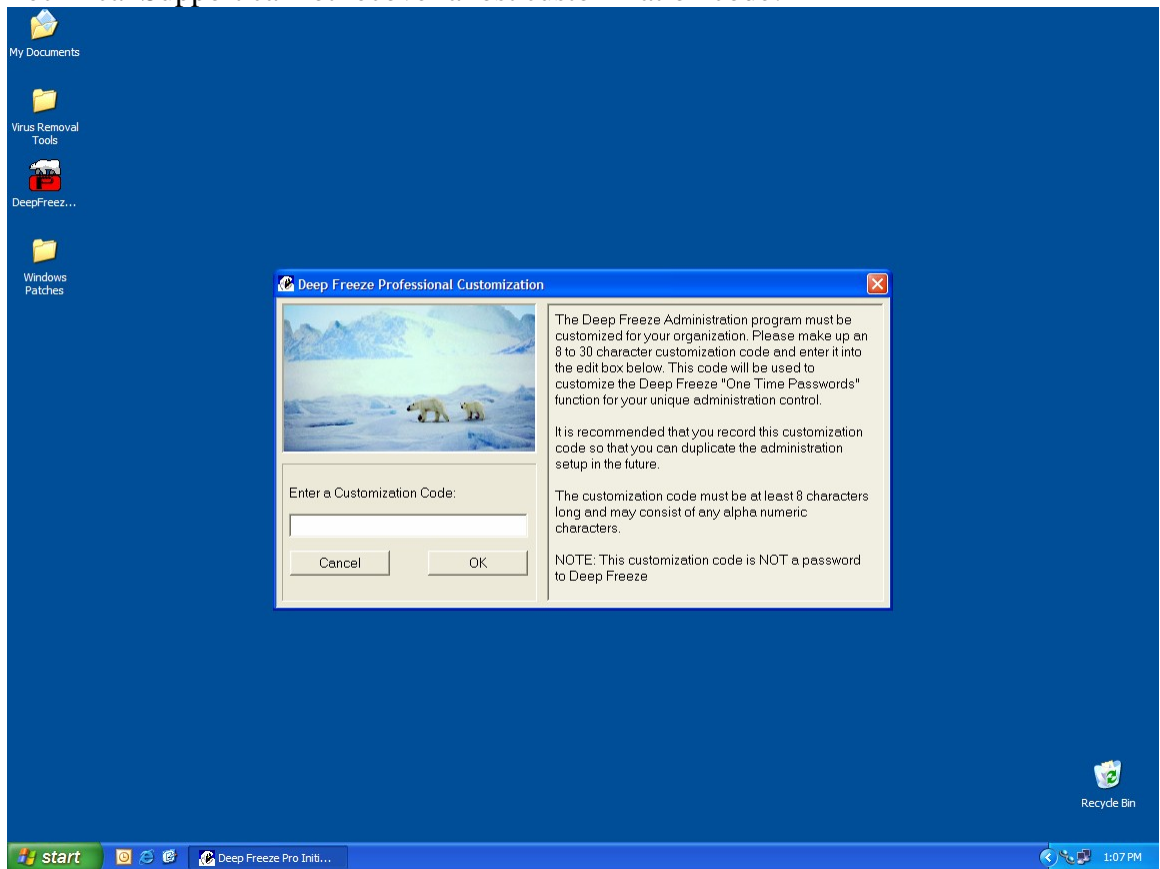 My Documents
Virus Removal
Tools
DeepFreez...
Windows
Patches
Deep Freeze Professional Customization
The Deep Freeze Administration program must be
customized for your organization. Please make up an
8 to 30 character customization code and enter it into
the edit box below. This code will be used to
customize the Deep Freeze "One Time Passwords"
function for your unique administration control.
It is recommended that you record this customization
code so that you can duplicate the administration
setup in the future.
The customization code must be at least 8 characters
long and may consist of any alpha numeric
characters.
NOTE: This customization code is NOT a password
to Deep Freeze
Enter a Customization Code:
Cancel OK
Recycle Bin
start Deep Freeze Pro Initi... 1:07 PM